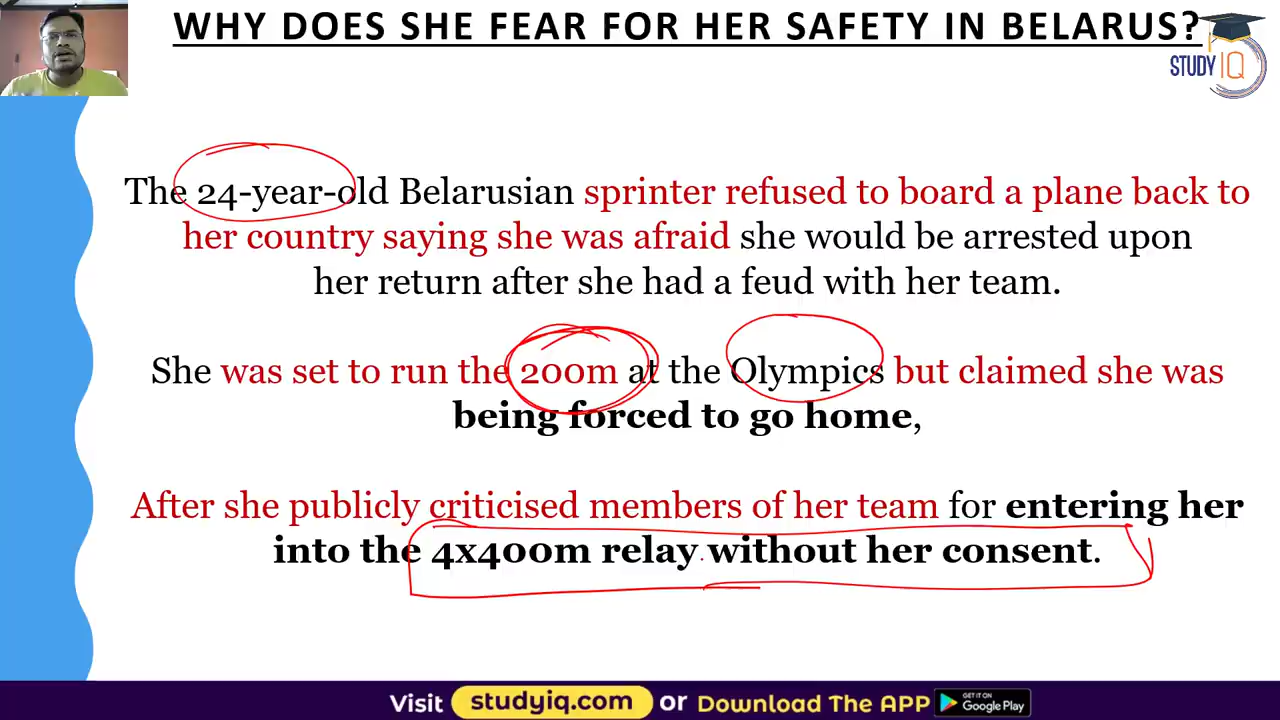 WHY DOES SHE FEAR FOR HER SAFETY IN BELARUS?
STUDY IQ
The 24-year-old Belarusian sprinter refused to board a plane back to
her country saying she was afraid she would be arrested upon
her return after she had a feud with her team.
She was set to run the 200m at the Olympics but claimed she was
being forced to go home,
After she publicly criticised members of her team for entering her
into the 4x400m relay without her consent.
Visit studyiq.com or Download The APP GET IT ON Google Play